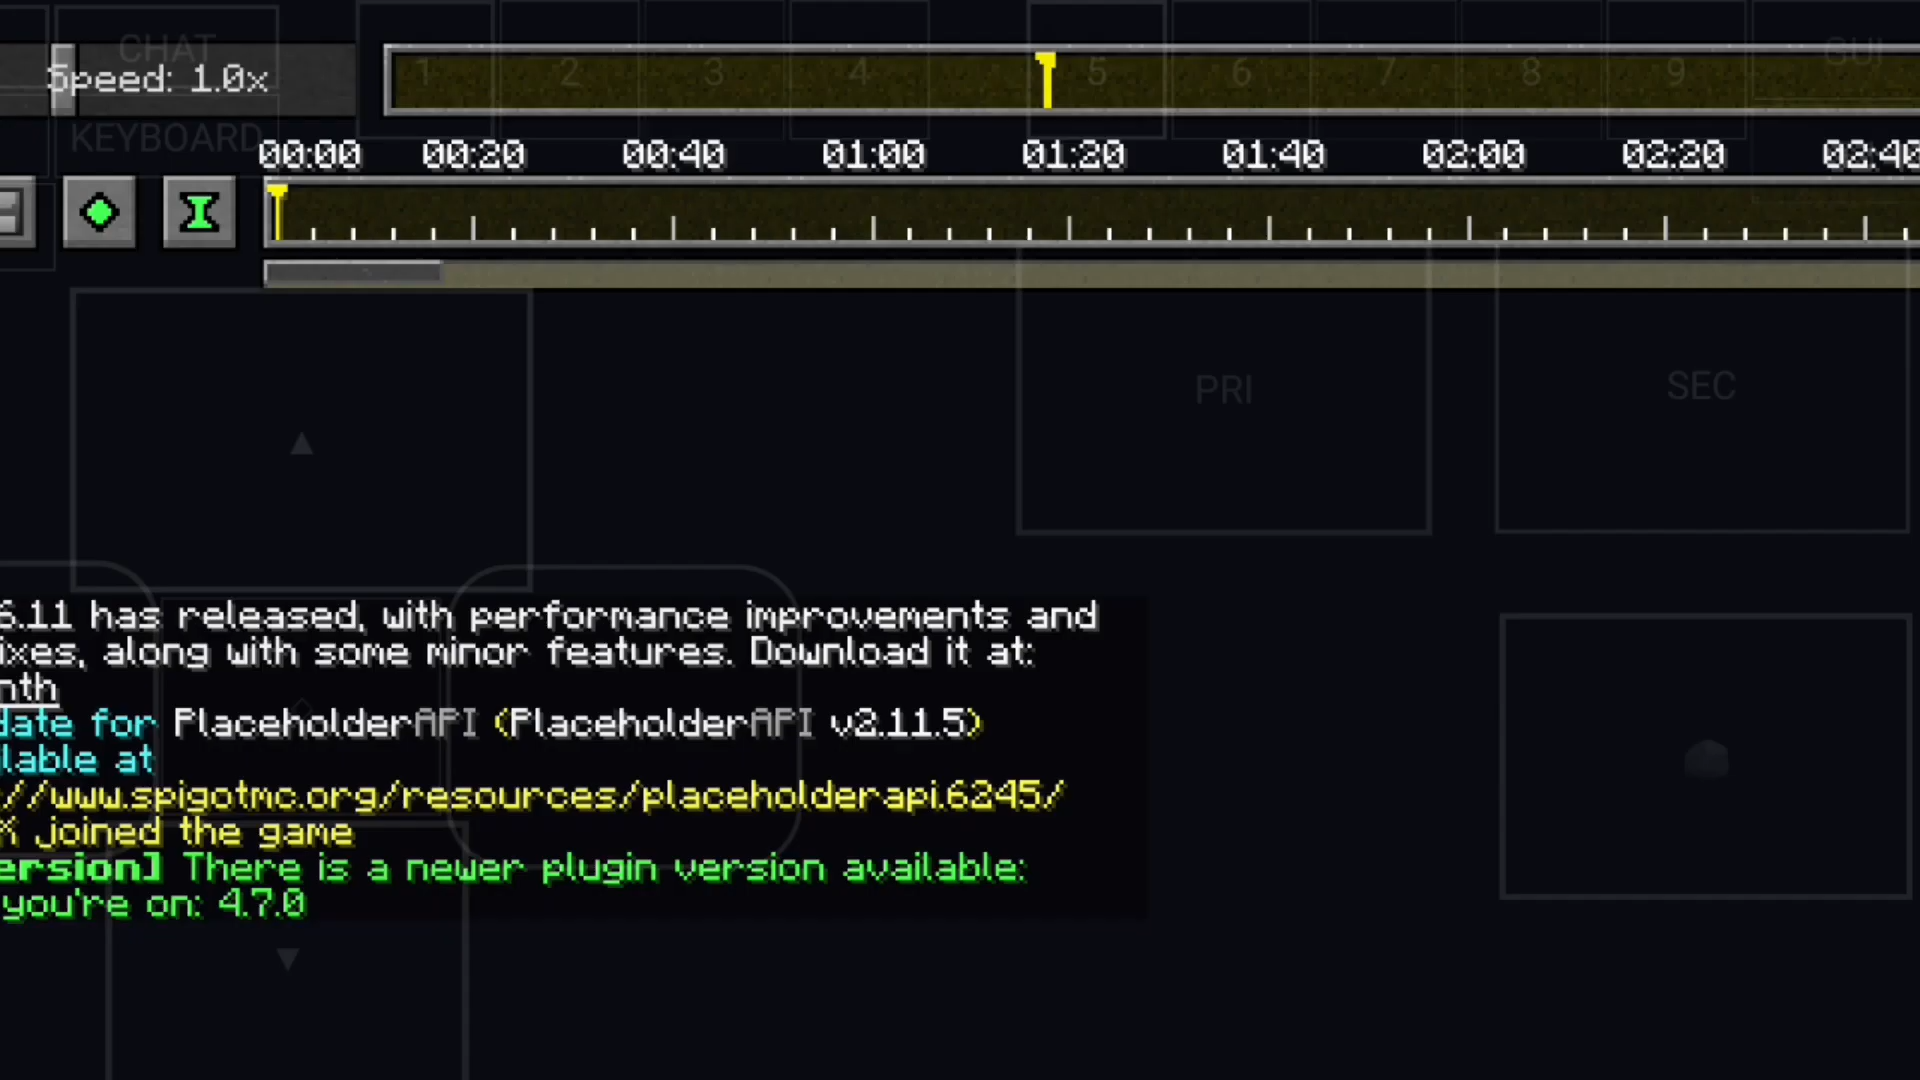 CHAT
GUI
Speed: 1.0x
1 2 3 4 5 6 7 8 9
KEYBOARD
00:00 00:20 00:40 01:00 01:20 01:40 02:00 02:20 02:40
PRI
SEC
6.11 has released, with performance improvements and
ixes, along with some minor features. Download it at:
nth
date for PlaceholderAPI (PlaceholderAPI v2.11.5)
lable at
://www.spigotmc.org/resources/placeholderapi.6245/
X joined the game
ersion] There is a newer plugin version available:
you're on: 4.7.0